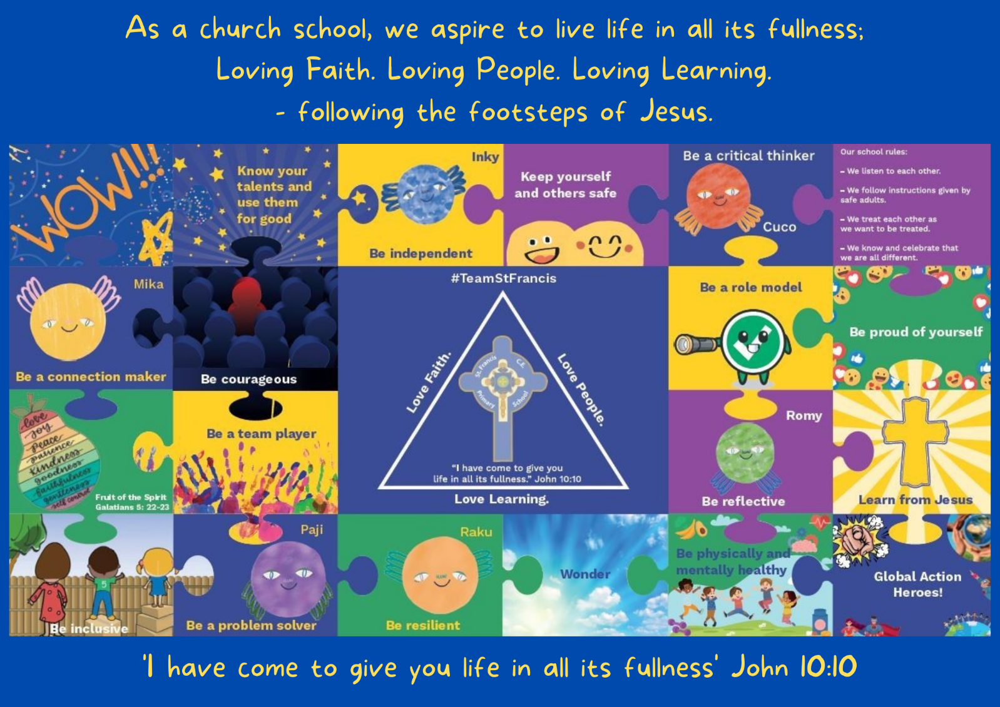 As a church school, we aspire to live life in all its fullness;
Loving Faith. Loving People. Loving Learning.
- following the footsteps of Jesus.
WOW!!!
Know your
talents and
use them
for good
Inky
Be independent
Keep yourself
and others safe
Be a critical thinker
Cuco
Our school rules:
– We listen to each other.
– We follow instructions given by
safe adults.
– We treat each other as
we want to be treated.
– We know and celebrate that
we are all different.
Mika
Be a connection maker
Be courageous
#TeamStFrancis
Love Faith.
Love People.
St. Francis
C.E.
Primary
School
"I have come to give you
life in all its fullness." John 10:10
Love Learning.
Be a role model
Be proud of yourself
love
joy
peace
patience
kindness
goodness
faithfulness
gentleness
self control
Fruit of the Spirit
Galatians 5: 22-23
Be a team player
Romy
Be reflective
Learn from Jesus
5
Be inclusive
Paji
Be a problem solver
Raku
Be resilient
Wonder
Be physically and
mentally healthy
Global Action
Heroes!
'I have come to give you life in all its fullness' John 10:10